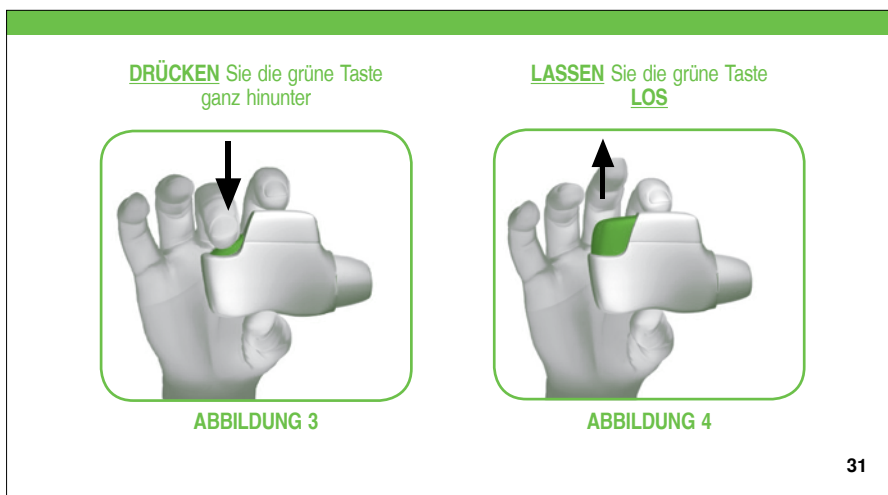 DRÜCKEN Sie die grüne Taste
ganz hinunter
LASSEN Sie die grüne Taste
LOS
ABBILDUNG 3
ABBILDUNG 4
31